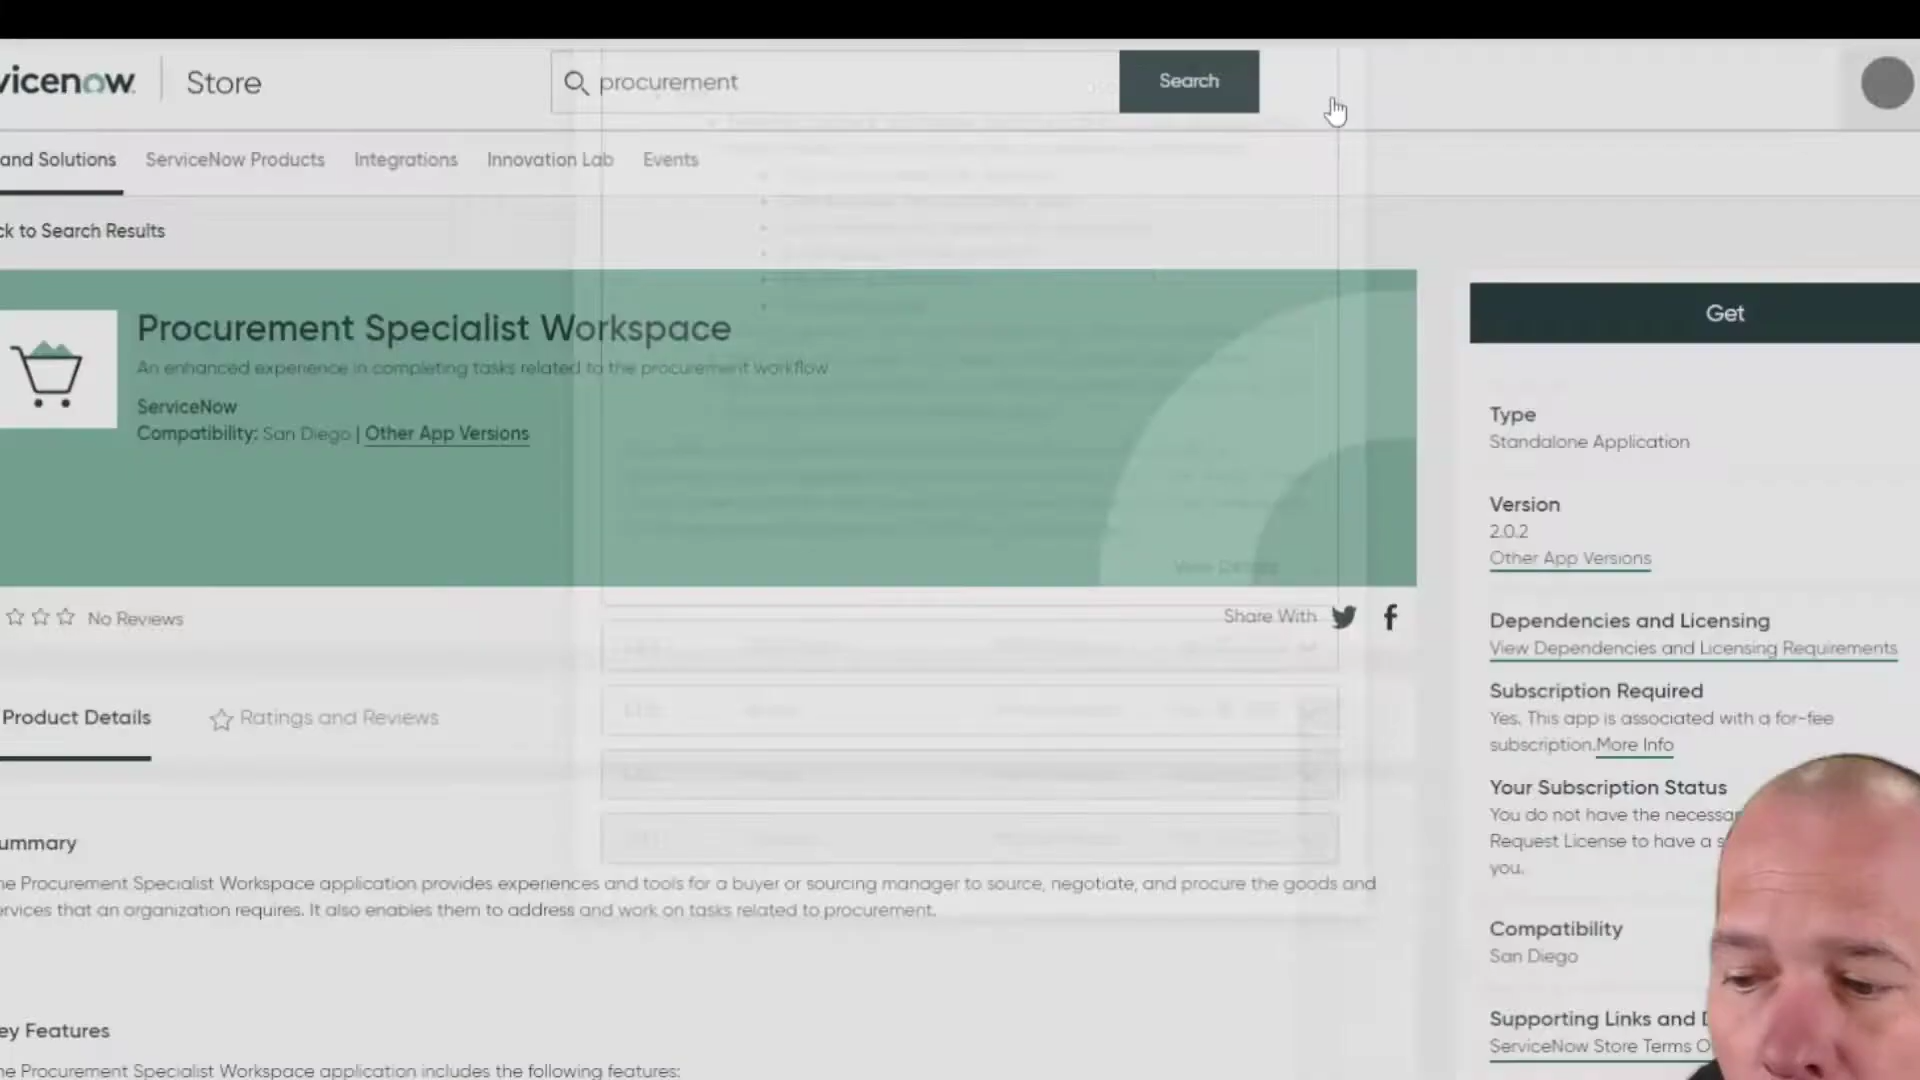 vicenow. Store
procurement
Search
and Solutions ServiceNow Products Integrations Innovation Lab Events
ck to Search Results
Procurement Specialist Workspace
An enhanced experience in completing tasks related to the procurement workflow
ServiceNow
Compatibility: San Diego | Other App Versions
Get
Type
Standalone Application
Version
2.0.2
Other App Versions
No Reviews
Share With
Dependencies and Licensing
View Dependencies and Licensing Requirements
Subscription Required
Yes. This app is associated with a for-fee
subscription.More Info
Your Subscription Status
You do not have the necessar
Request License to have a s
you.
Compatibility
San Diego
Supporting Links and D
ServiceNow Store Terms O
Product Details Ratings and Reviews
ummary
he Procurement Specialist Workspace application provides experiences and tools for a buyer or sourcing manager to source, negotiate, and procure the goods and
ervices that an organization requires. It also enables them to address and work on tasks related to procurement.
ey Features
he Procurement Specialist Workspace application includes the following features: